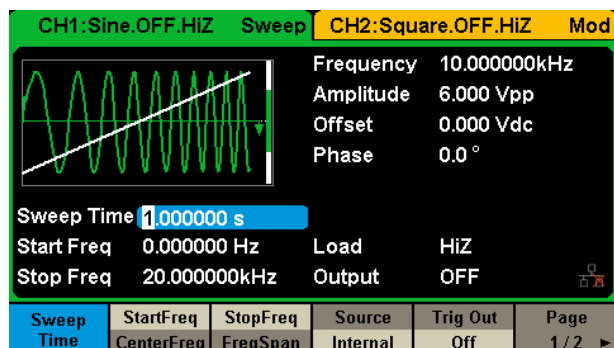 CH1:Sine.OFF.HiZ Sweep CH2:Square.OFF.HiZ Mod
Frequency 10.000000kHz
Amplitude 6.000 Vpp
Offset 0.000 Vdc
Phase 0.0 °
Sweep Time 1.000000 s
Start Freq 0.000000 Hz Load HiZ
Stop Freq 20.000000kHz Output OFF
Sweep Time StartFreq StopFreq Source Trig Out Page
CenterFreq FreqSpan Internal Off 1/2 ►